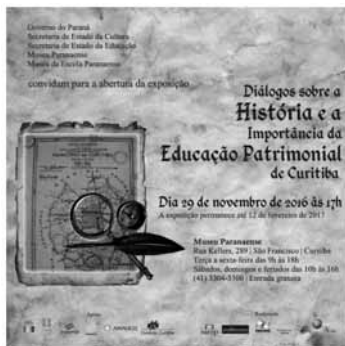 Governo do Paraná
Secretaria de Estado da Cultura
Secretaria de Estado da Educação
Museu Paranaense
Museu da Escola Paranaense
convidam para a abertura da exposição
Diálogos sobre a
História e a
Importância da
Educação Patrimonial
de Curitiba
Dia 29 de novembro de 2016 às 17h
A exposição permanece até 12 de fevereiro de 2017
Museu Paranaense
Rua Kellers, 289 | São Francisco | Curitiba
Terça a sexta-feira das 9h às 18h
Sábados, domingos e feriados das 10h às 16h
(41) 3304-3300 | Entrada gratuita
Apoio
Realização